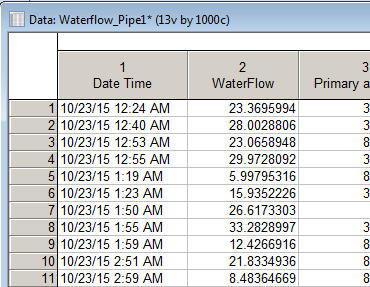 Data: Waterflow_Pipe1* (13v by 1000c)
1 2 3
Date Time WaterFlow Primary a
1 10/23/15 12:24 AM 23.3695994 3
2 10/23/15 12:40 AM 28.0028806 3
3 10/23/15 12:53 AM 23.0658948 8
4 10/23/15 12:55 AM 29.9728092 3
5 10/23/15 1:19 AM 5.99795316 8
6 10/23/15 1:23 AM 15.9352226 3
7 10/23/15 1:50 AM 26.6173303
8 10/23/15 1:55 AM 33.2828997 3
9 10/23/15 1:59 AM 12.4266916 8
10 10/23/15 2:51 AM 21.8334936 8
11 10/23/15 2:59 AM 8.48364669 8